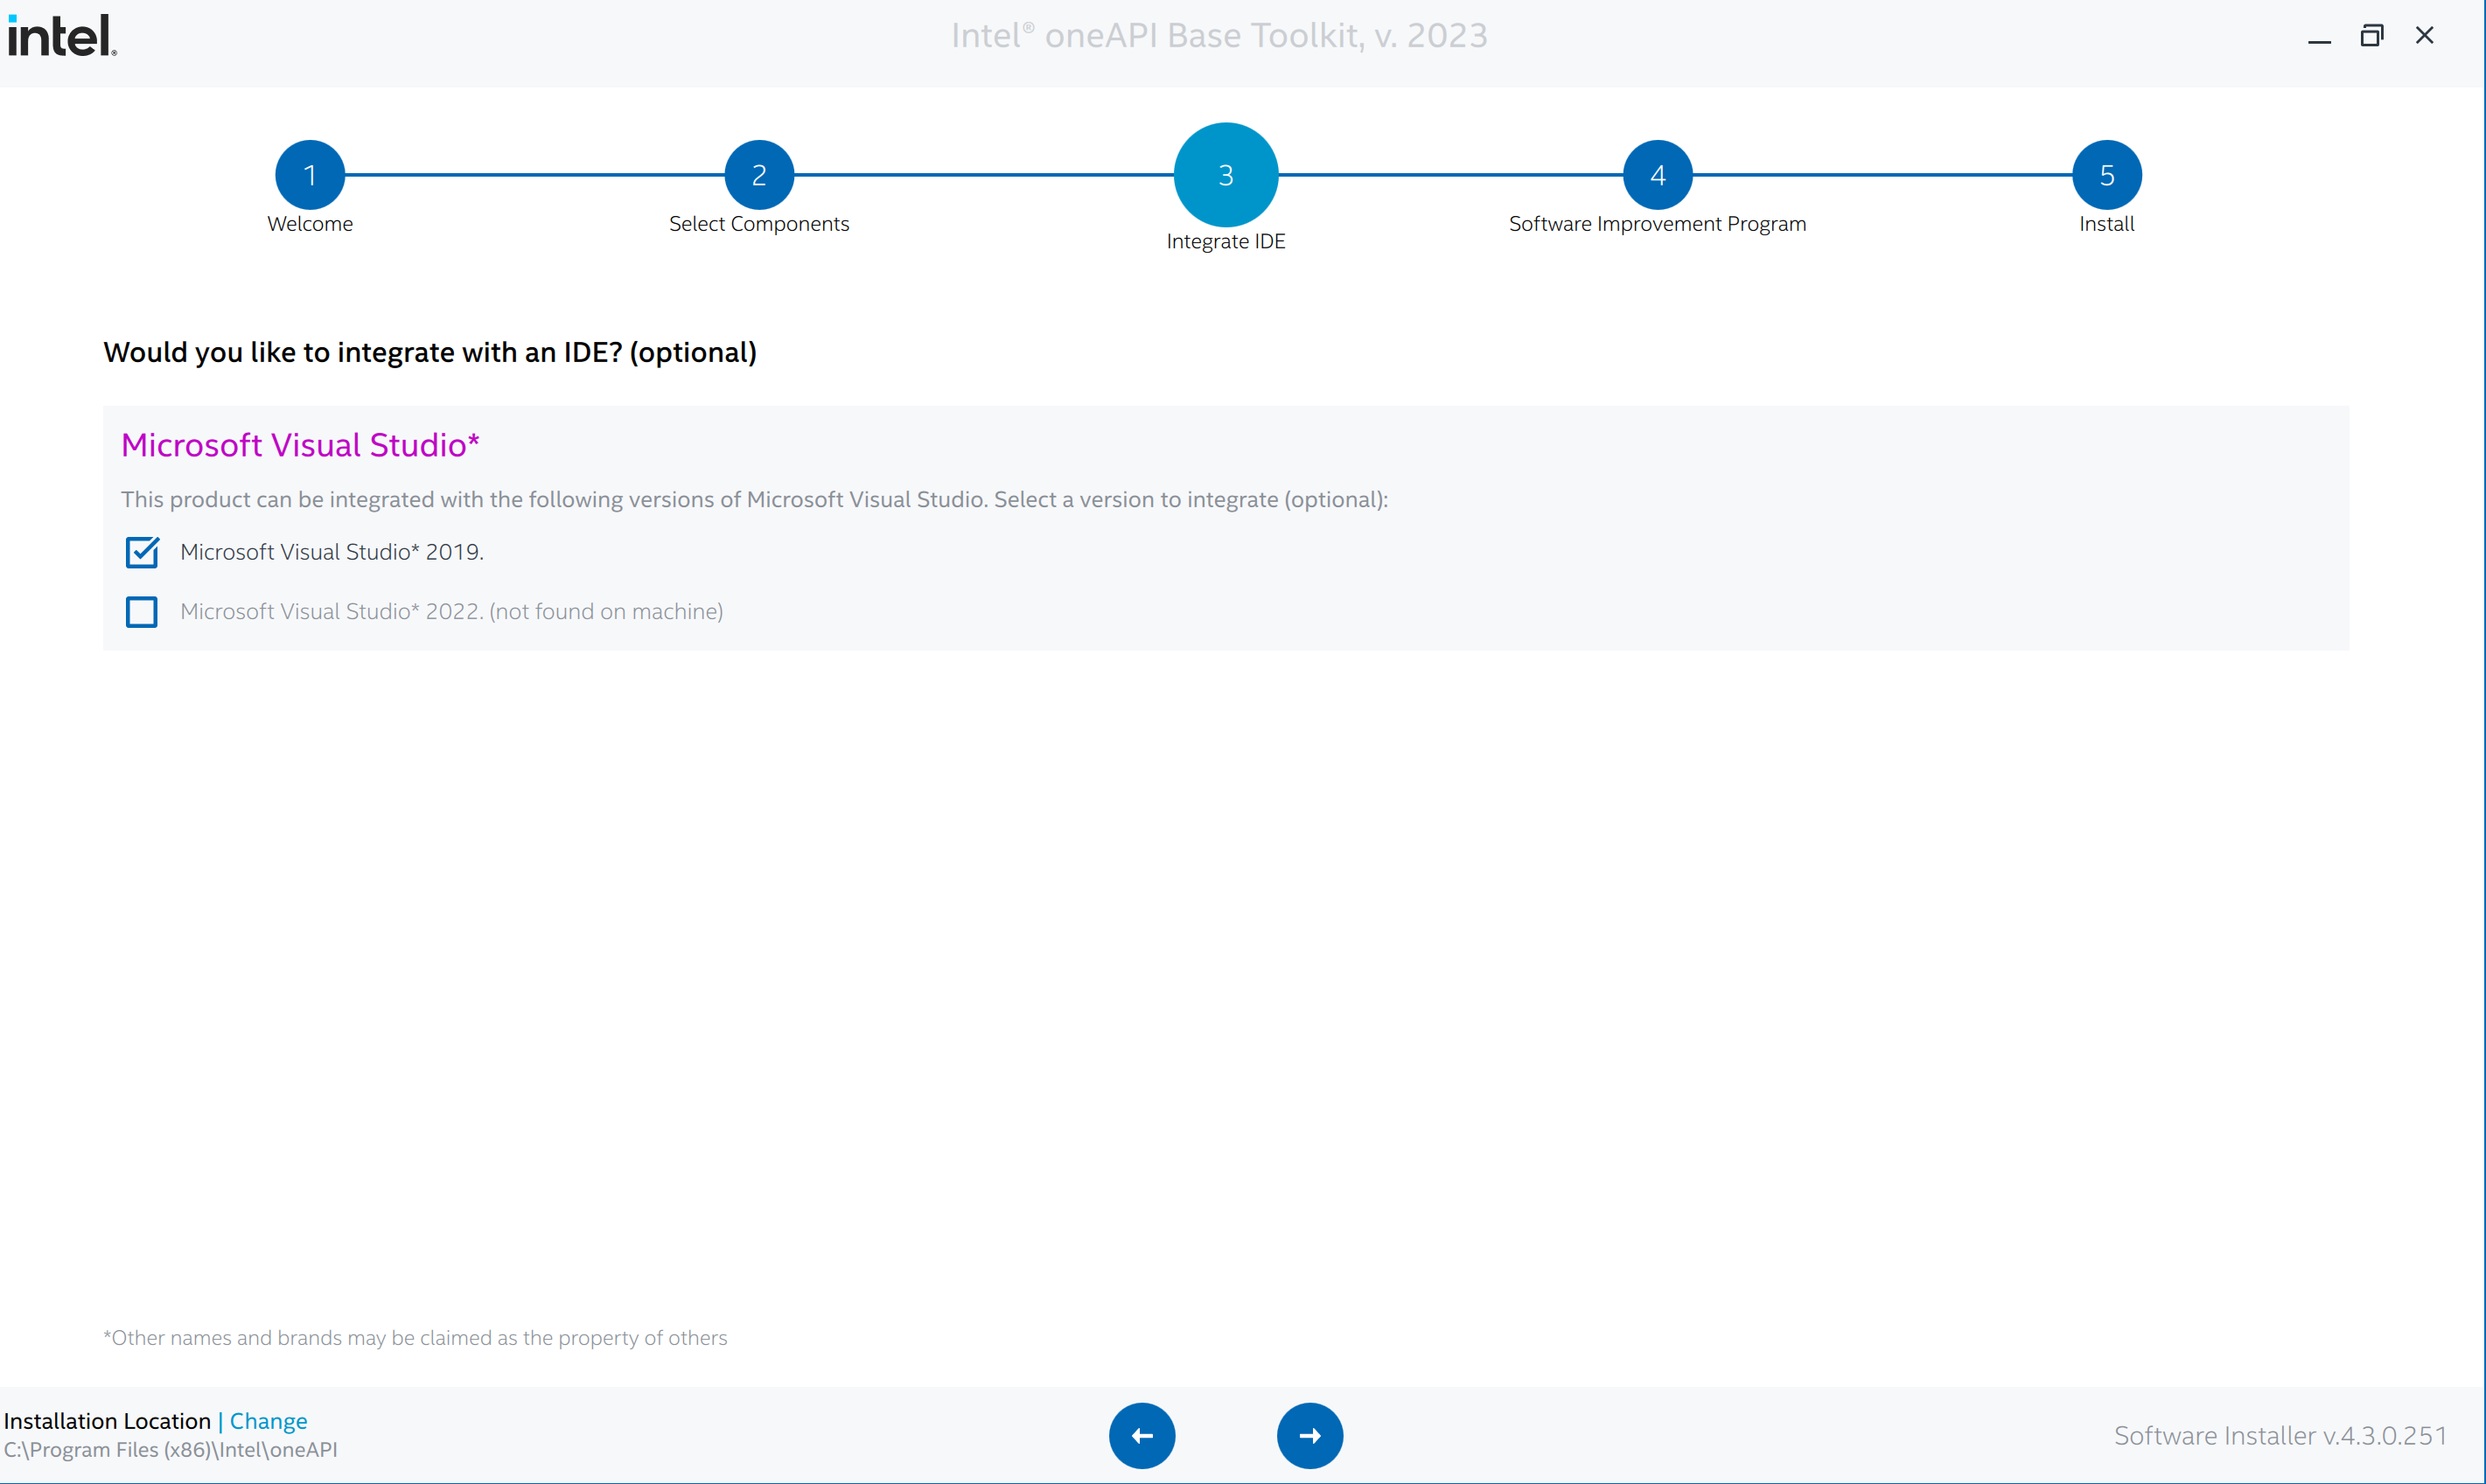 intel®
Intel® oneAPI Base Toolkit, v. 2023
1
2
3
4
5
Welcome
Select Components
Integrate IDE
Software Improvement Program
Install
Would you like to integrate with an IDE? (optional)
Microsoft Visual Studio*
This product can be integrated with the following versions of Microsoft Visual Studio. Select a version to integrate (optional):
Microsoft Visual Studio* 2019.
Microsoft Visual Studio* 2022. (not found on machine)
*Other names and brands may be claimed as the property of others
Installation Location | Change
C:\Program Files (x86)\Intel\oneAPI
Software Installer v.4.3.0.251